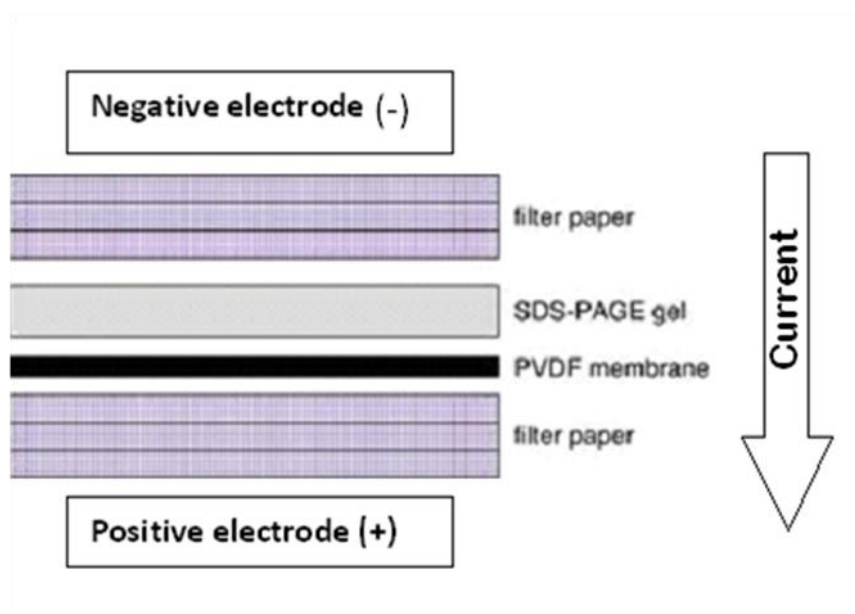 Negative electrode (-)
filter paper
SDS-PAGE gel
PVDF membrane
filter paper
Positive electrode (+)
Current